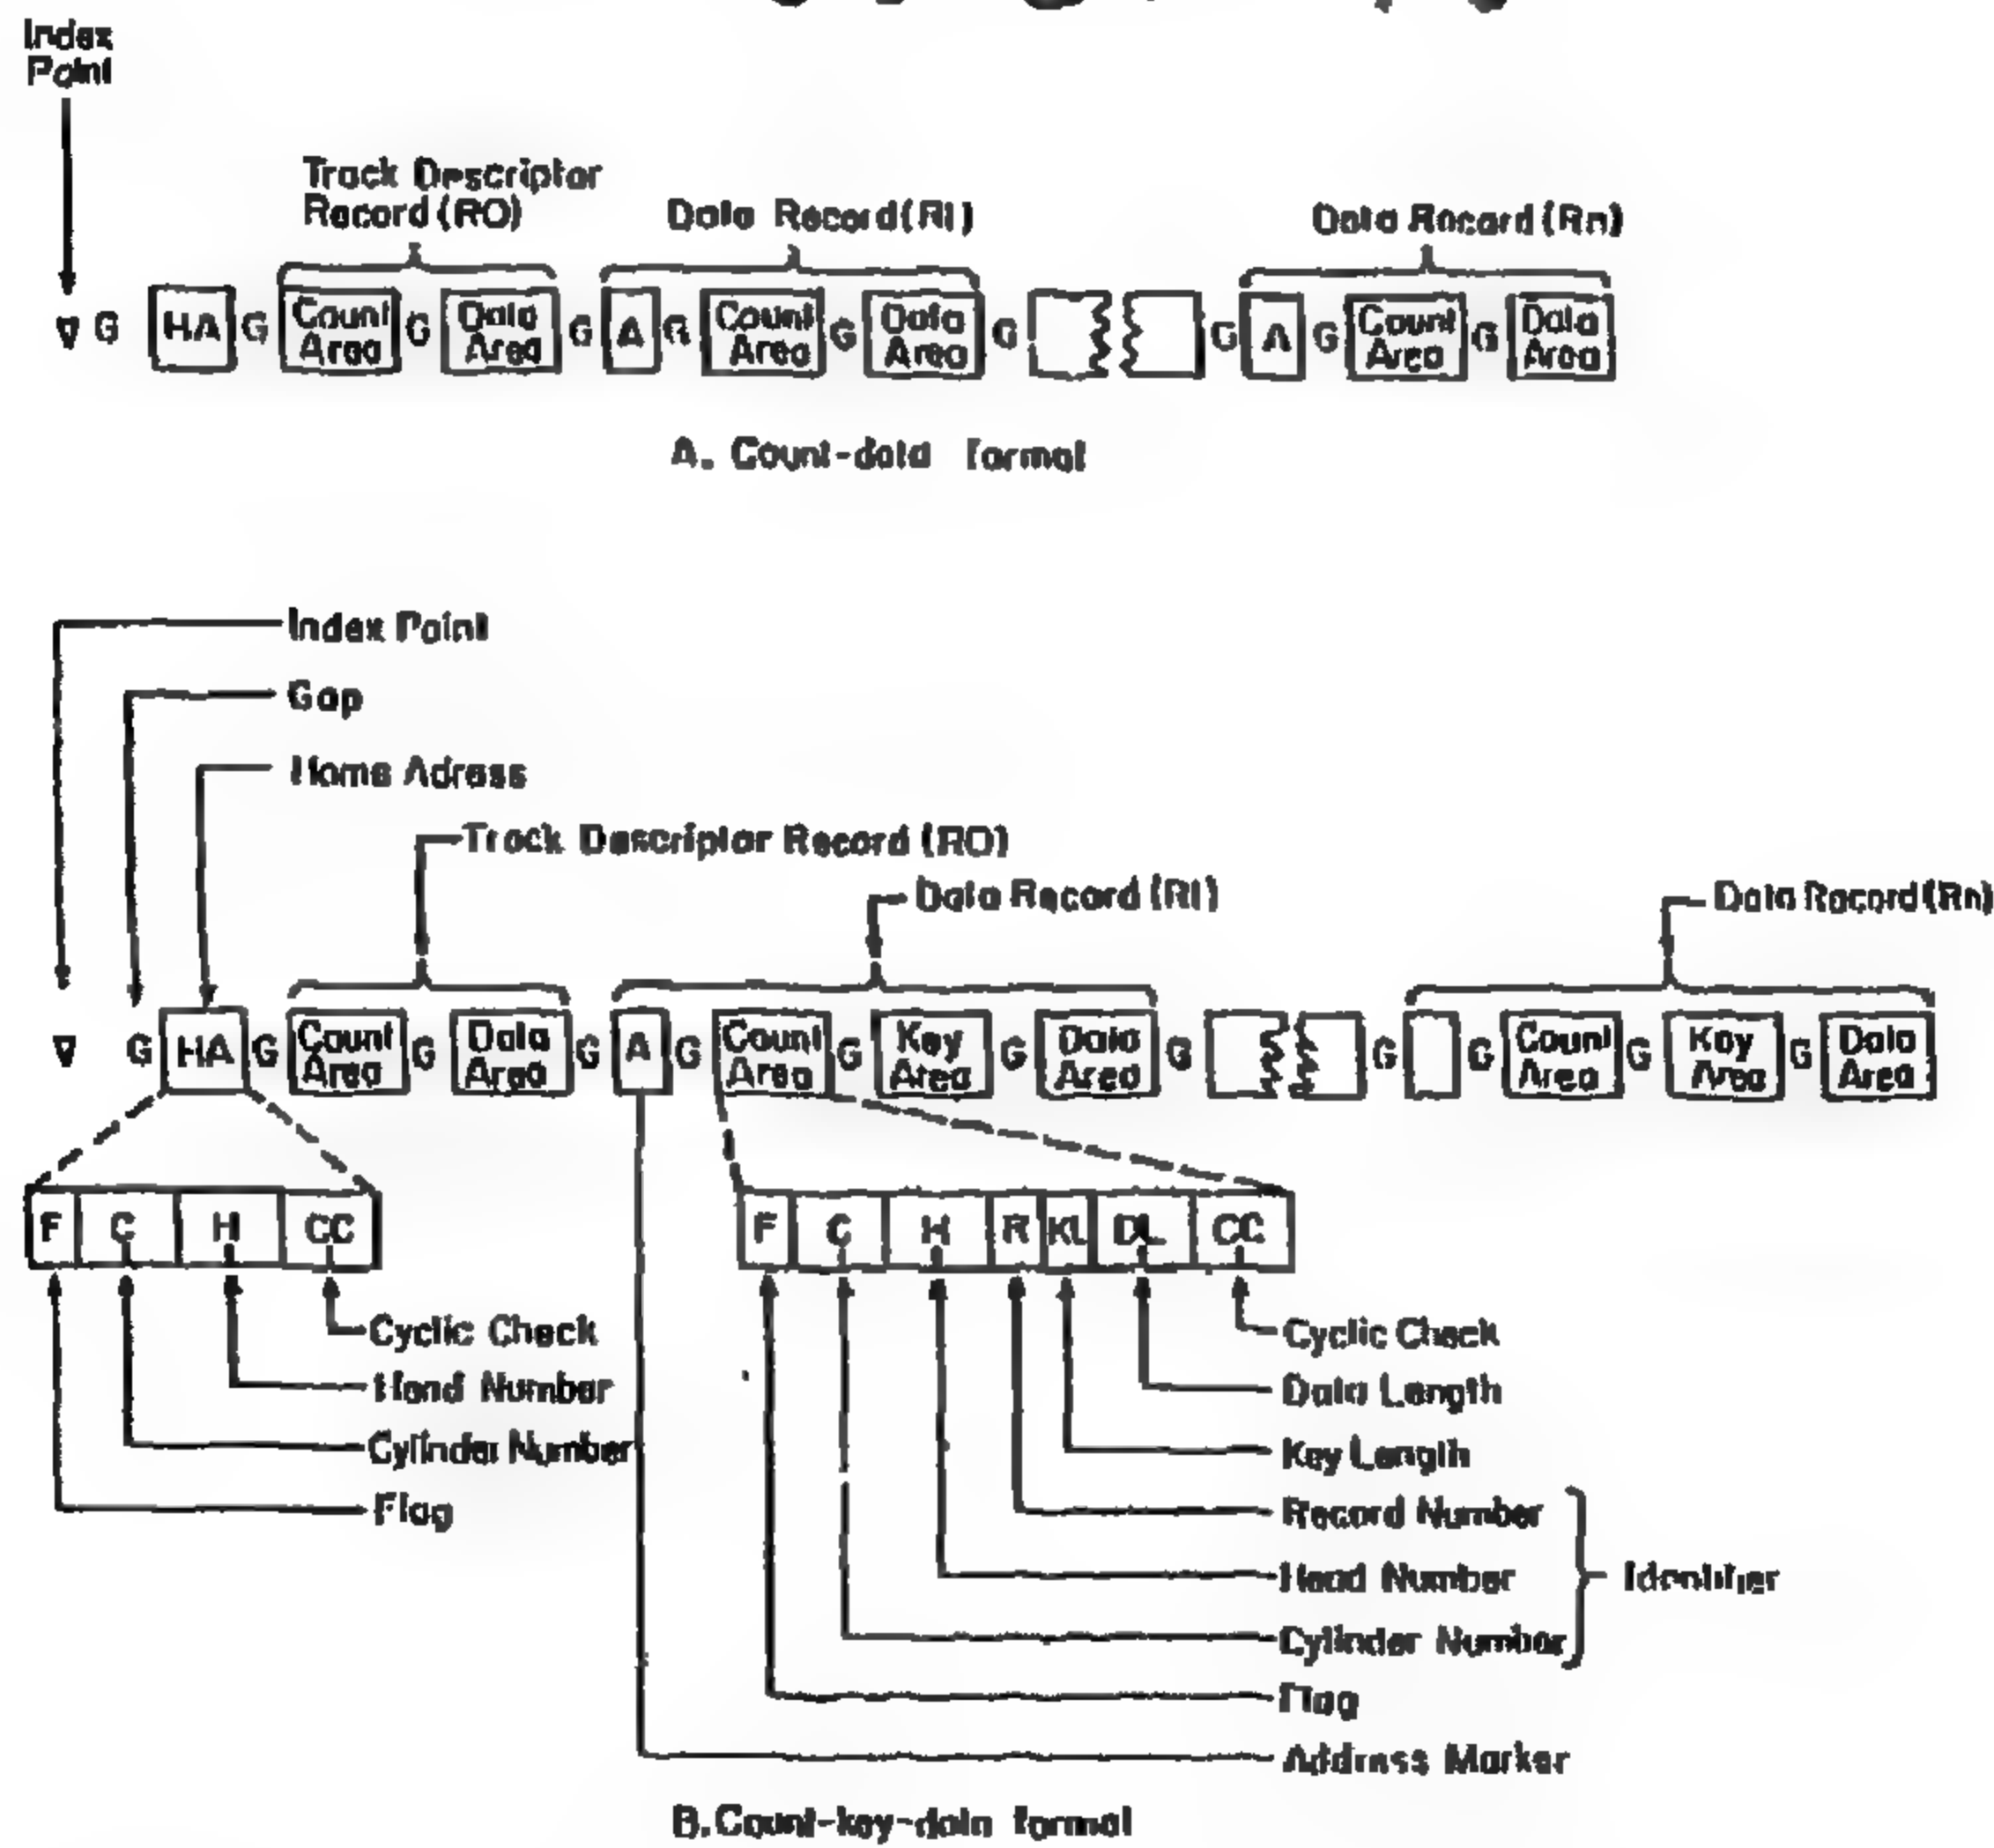 Index
Point
Track Descriptor
Record (RO)
Data Record (R1)
Data Record (Rn)
G HA G Count Area G Data Area G A G Count Area G Data Area G G A G Count Area G Data Area
A. Count-data format
Index Point
Gap
Home Adress
Track Descriptor Record (RO)
Data Record (R1)
Data Record (Rn)
G HA G Count Area G Data Area G A G Count Area G Key Area G Data Area G G G Count Area G Key Area G Data Area
F C H CC
F C H R KL DL CC
Cyclic Check
Head Number
Cylinder Number
Flag
Cyclic Check
Data Length
Key Length
Record Number
Head Number
Identifier
Cylinder Number
Flag
Address Marker
B. Count-key-data format